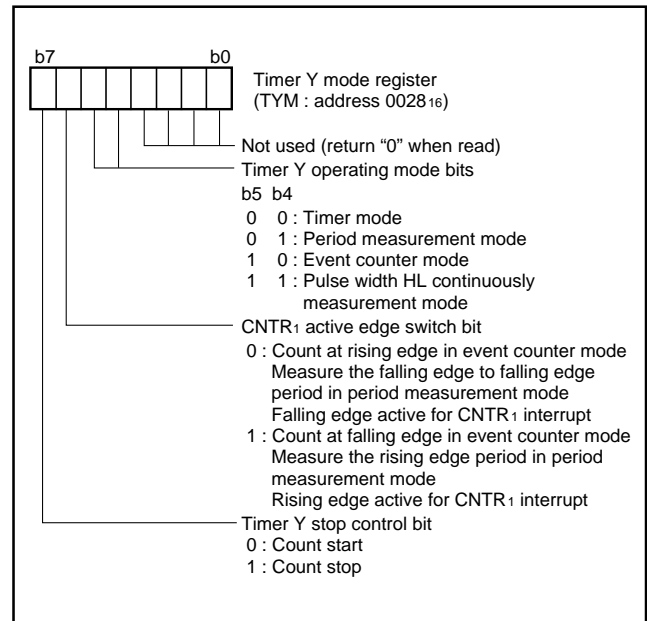 b7 b0
Timer Y mode register
(TYM : address 002816)
Not used (return “0” when read)
Timer Y operating mode bits
b5 b4
0 0 : Timer mode
0 1 : Period measurement mode
1 0 : Event counter mode
1 1 : Pulse width HL continuously
measurement mode
CNTR1 active edge switch bit
0 : Count at rising edge in event counter mode
Measure the falling edge to falling edge
period in period measurement mode
Falling edge active for CNTR1 interrupt
1 : Count at falling edge in event counter mode
Measure the rising edge period in period
measurement mode
Rising edge active for CNTR1 interrupt
Timer Y stop control bit
0 : Count start
1 : Count stop